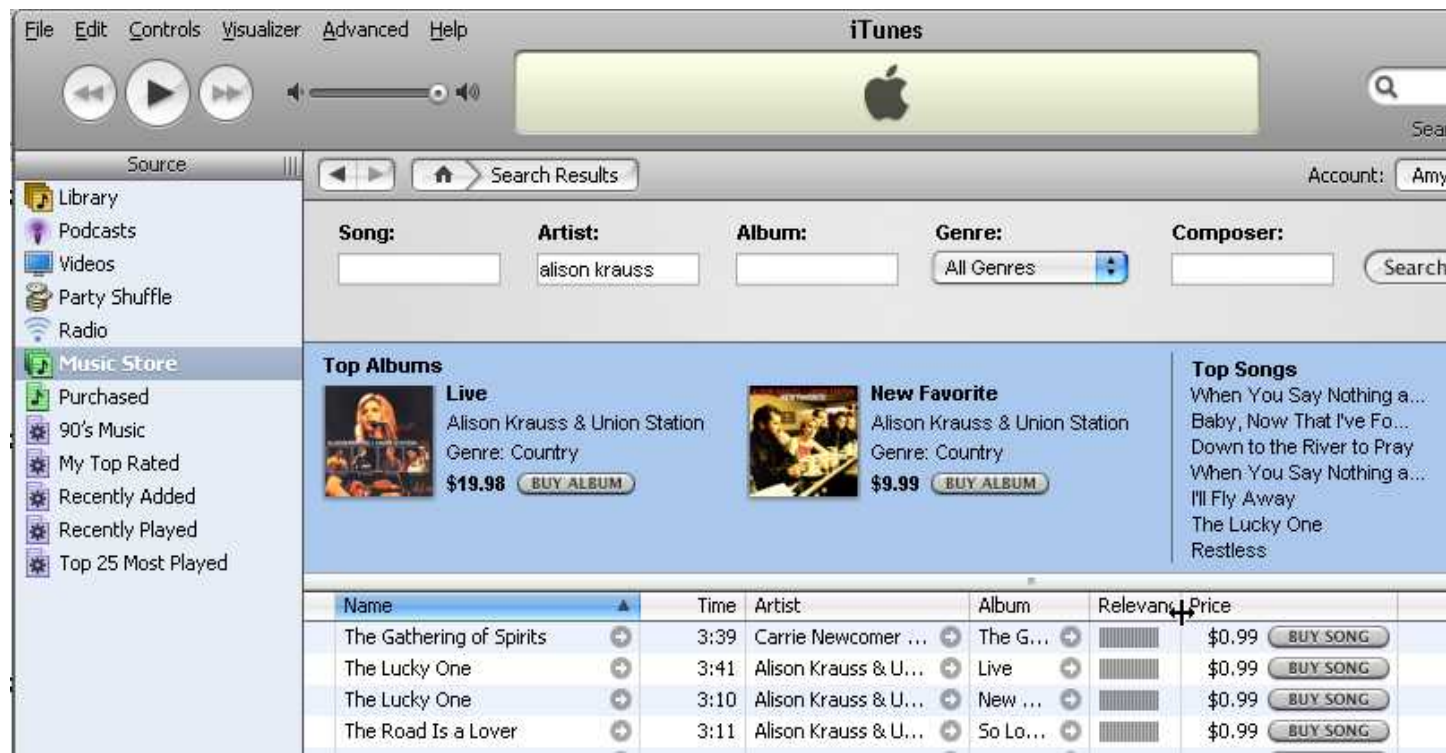 File Edit Controls Visualizer Advanced Help iTunes
Sear
Source
Search Results Account: Amy
Library
Podcasts
Videos
Party Shuffle
Radio
Music Store
Purchased
90's Music
My Top Rated
Recently Added
Recently Played
Top 25 Most Played
Song: Artist: Album: Genre: Composer:
alison krauss All Genres Search
Top Albums
Live
Alison Krauss & Union Station
Genre: Country
$19.98 BUY ALBUM
New Favorite
Alison Krauss & Union Station
Genre: Country
$9.99 BUY ALBUM
Top Songs
When You Say Nothing a...
Baby, Now That I've Fo...
Down to the River to Pray
When You Say Nothing a...
I'll Fly Away
The Lucky One
Restless
Name Time Artist Album Relevanc Price
The Gathering of Spirits 3:39 Carrie Newcomer ... The G... $0.99 BUY SONG
The Lucky One 3:41 Alison Krauss & U... Live $0.99 BUY SONG
The Lucky One 3:10 Alison Krauss & U... New ... $0.99 BUY SONG
The Road Is a Lover 3:11 Alison Krauss & U... So Lo... $0.99 BUY SONG